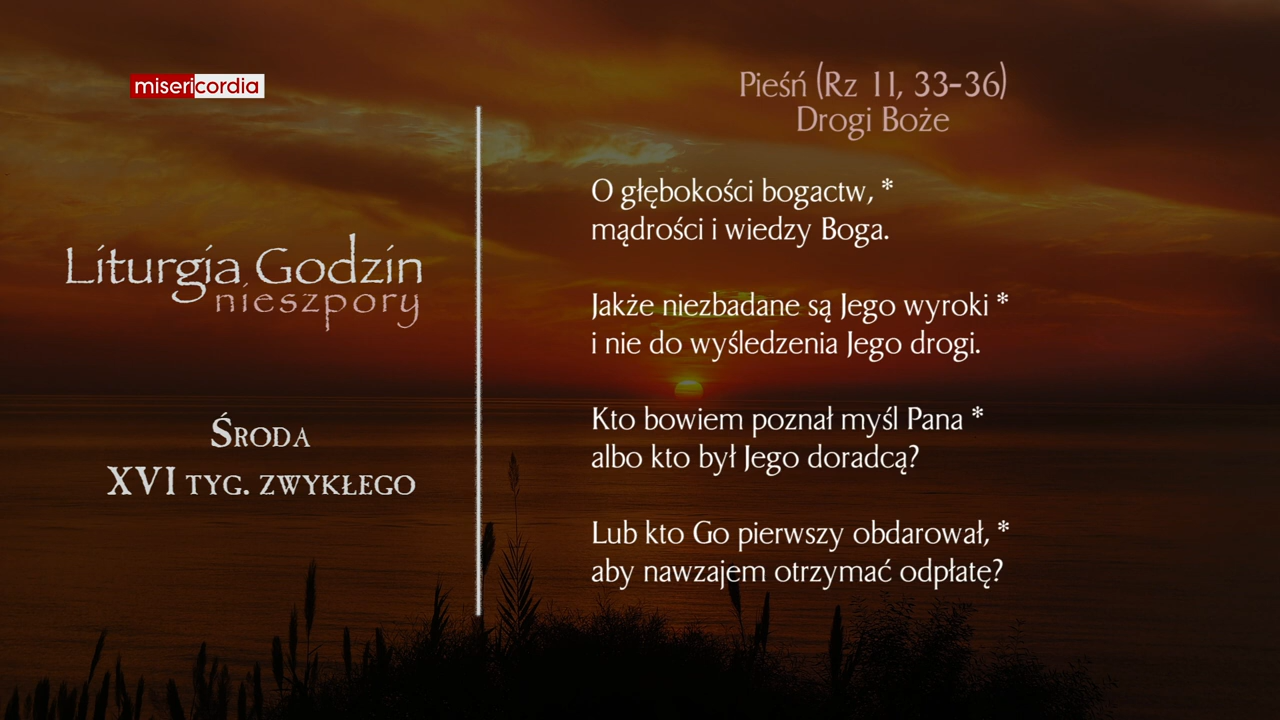 misericordia
Liturgia Godzin
nieszpory
Środa
XVI tyg. zwykłego
Pieśń (Rz 11, 33-36)
Drogi Boże
O głębokości bogactw, *
mądrości i wiedzy Boga.
Jakże niezbadane są Jego wyroki *
i nie do wyśledzenia Jego drogi.
Kto bowiem poznał myśl Pana *
albo kto był Jego doradcą?
Lub kto Go pierwszy obdarował, *
aby nawzajem otrzymać odpłatę?